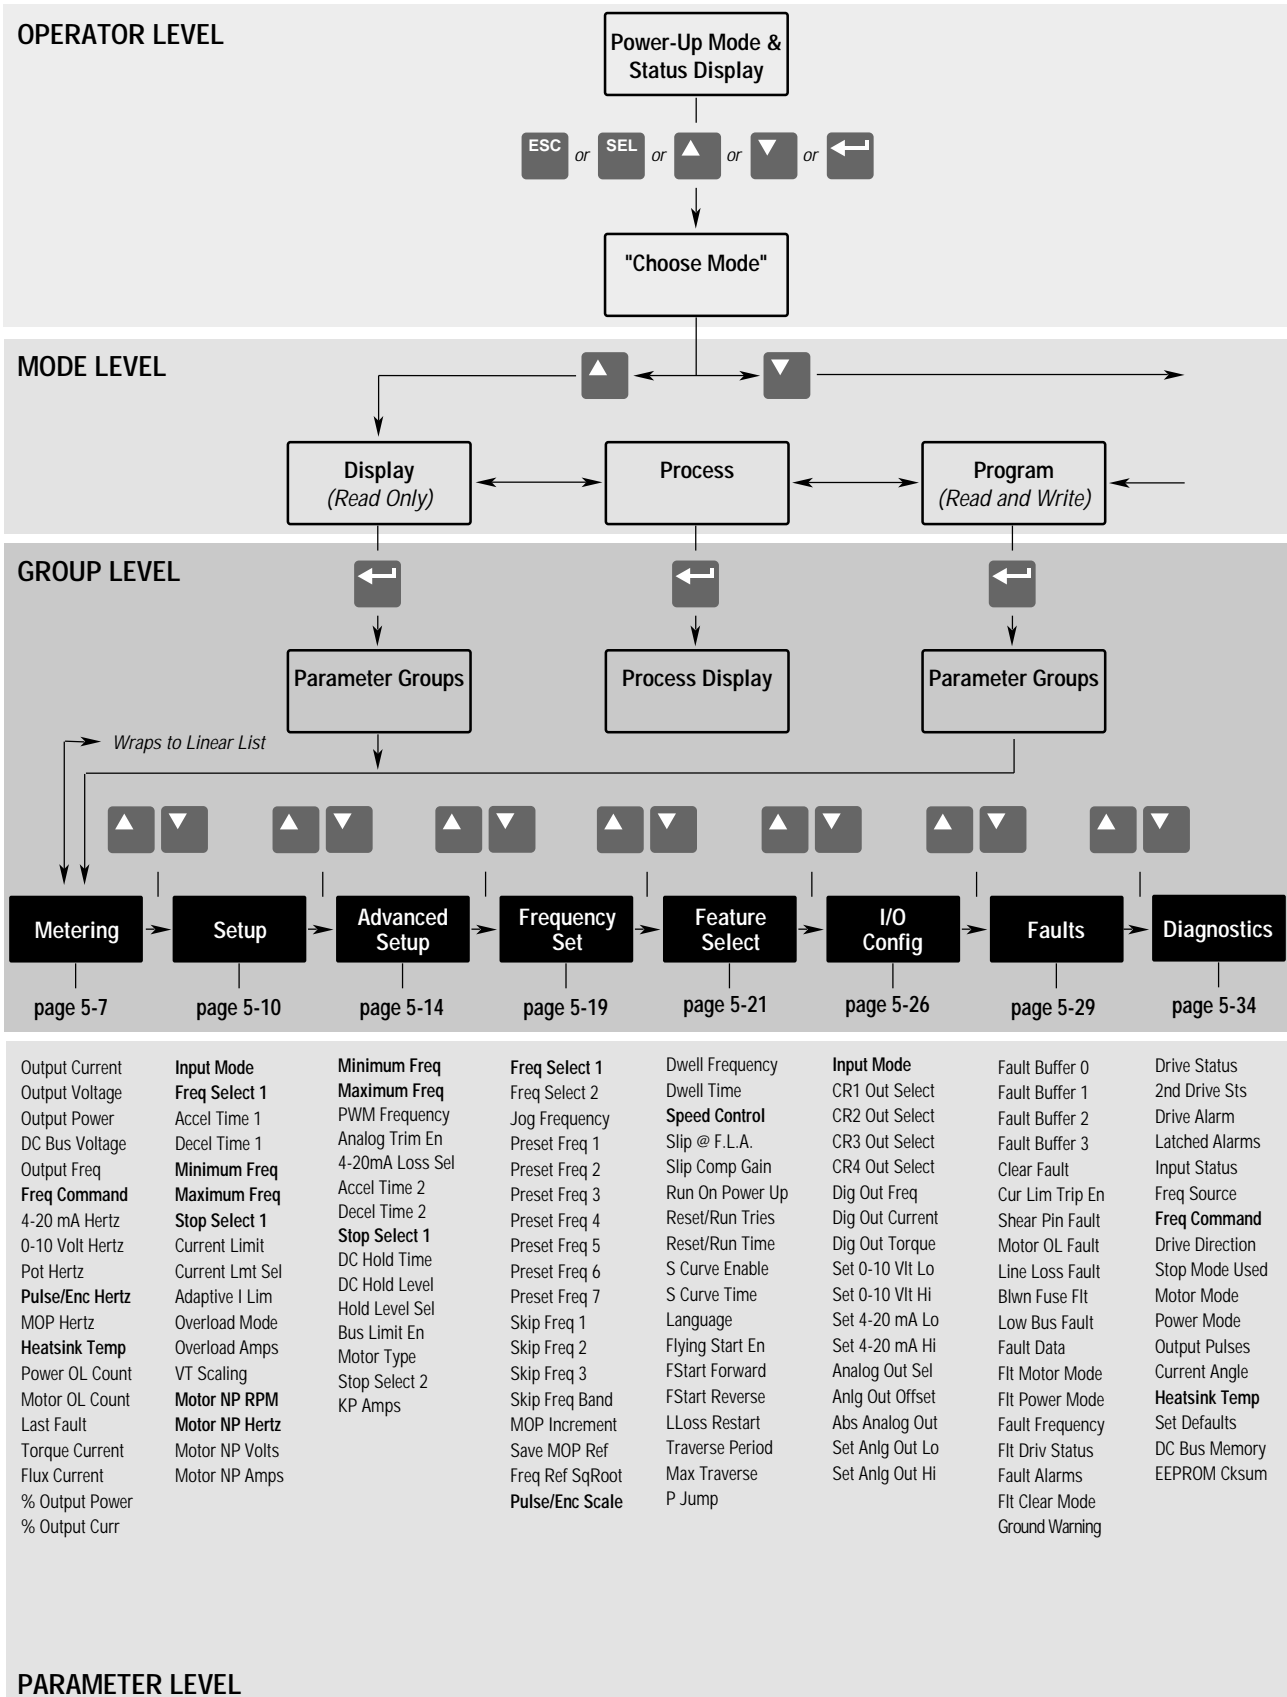 OPERATOR LEVEL
Power-Up Mode &
Status Display
ESC or SEL or or or
"Choose Mode"
MODE LEVEL
Display
(Read Only)
Process
Program
(Read and Write)
GROUP LEVEL
Parameter Groups
Process Display
Parameter Groups
Wraps to Linear List
Metering
Setup
Advanced
Setup
Frequency
Set
Feature
Select
I/O
Config
Faults
Diagnostics
page 5-7
page 5-10
page 5-14
page 5-19
page 5-21
page 5-26
page 5-29
page 5-34
Output Current
Output Voltage
Output Power
DC Bus Voltage
Output Freq
Freq Command
4-20 mA Hertz
0-10 Volt Hertz
Pot Hertz
Pulse/Enc Hertz
MOP Hertz
Heatsink Temp
Power OL Count
Motor OL Count
Last Fault
Torque Current
Flux Current
% Output Power
% Output Curr
Input Mode
Freq Select 1
Accel Time 1
Decel Time 1
Minimum Freq
Maximum Freq
Stop Select 1
Current Limit
Current Lmt Sel
Adaptive I Lim
Overload Mode
Overload Amps
VT Scaling
Motor NP RPM
Motor NP Hertz
Motor NP Volts
Motor NP Amps
Minimum Freq
Maximum Freq
PWM Frequency
Analog Trim En
4-20mA Loss Sel
Accel Time 2
Decel Time 2
Stop Select 1
DC Hold Time
DC Hold Level
Hold Level Sel
Bus Limit En
Motor Type
Stop Select 2
KP Amps
Freq Select 1
Freq Select 2
Jog Frequency
Preset Freq 1
Preset Freq 2
Preset Freq 3
Preset Freq 4
Preset Freq 5
Preset Freq 6
Preset Freq 7
Skip Freq 1
Skip Freq 2
Skip Freq 3
Skip Freq Band
MOP Increment
Save MOP Ref
Freq Ref SqRoot
Pulse/Enc Scale
Dwell Frequency
Dwell Time
Speed Control
Slip @ F.L.A.
Slip Comp Gain
Run On Power Up
Reset/Run Tries
Reset/Run Time
S Curve Enable
S Curve Time
Language
Flying Start En
FStart Forward
FStart Reverse
LLoss Restart
Traverse Period
Max Traverse
P Jump
Input Mode
CR1 Out Select
CR2 Out Select
CR3 Out Select
CR4 Out Select
Dig Out Freq
Dig Out Current
Dig Out Torque
Set 0-10 Vlt Lo
Set 0-10 Vlt Hi
Set 4-20 mA Lo
Set 4-20 mA Hi
Analog Out Sel
Anlg Out Offset
Abs Analog Out
Set Anlg Out Lo
Set Anlg Out Hi
Fault Buffer 0
Fault Buffer 1
Fault Buffer 2
Fault Buffer 3
Clear Fault
Cur Lim Trip En
Shear Pin Fault
Motor OL Fault
Line Loss Fault
Blwn Fuse Flt
Low Bus Fault
Fault Data
Flt Motor Mode
Flt Power Mode
Fault Frequency
Flt Driv Status
Fault Alarms
Flt Clear Mode
Ground Warning
Drive Status
2nd Drive Sts
Drive Alarm
Latched Alarms
Input Status
Freq Source
Freq Command
Drive Direction
Stop Mode Used
Motor Mode
Power Mode
Output Pulses
Current Angle
Heatsink Temp
Set Defaults
DC Bus Memory
EEPROM Cksum
PARAMETER LEVEL